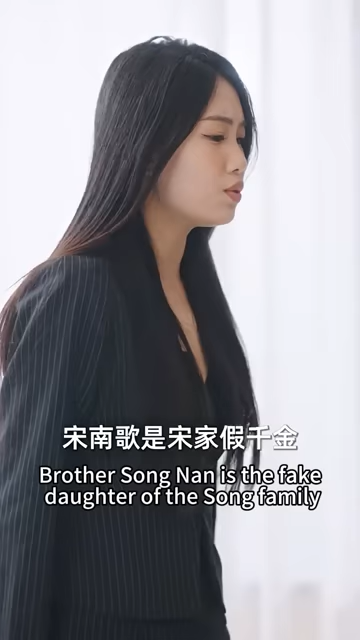 宋南歌是宋家假千金
Brother Song Nan is the fake
daughter of the Song family